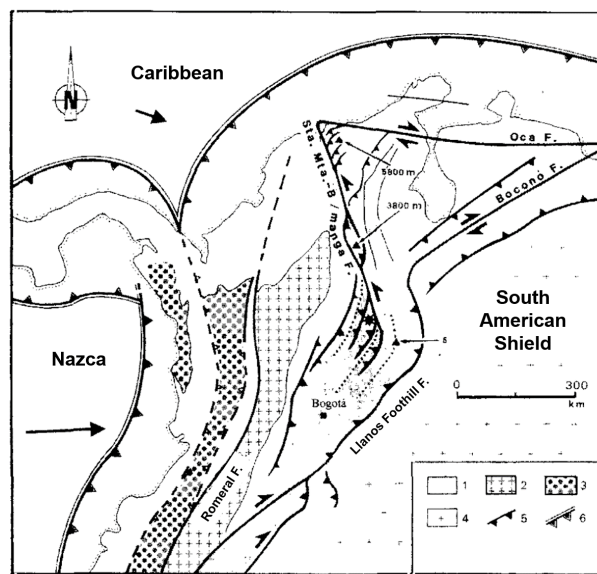 Caribbean
N
Oca F.
Sta. Mta.-B/manga F.
5800 m
Boconó F.
3800 m
South
American
Shield
Nazca
5
0 300
km
Bogotá
Llanos Foothill F.
Romeral F.
1 2 3
4 5 6